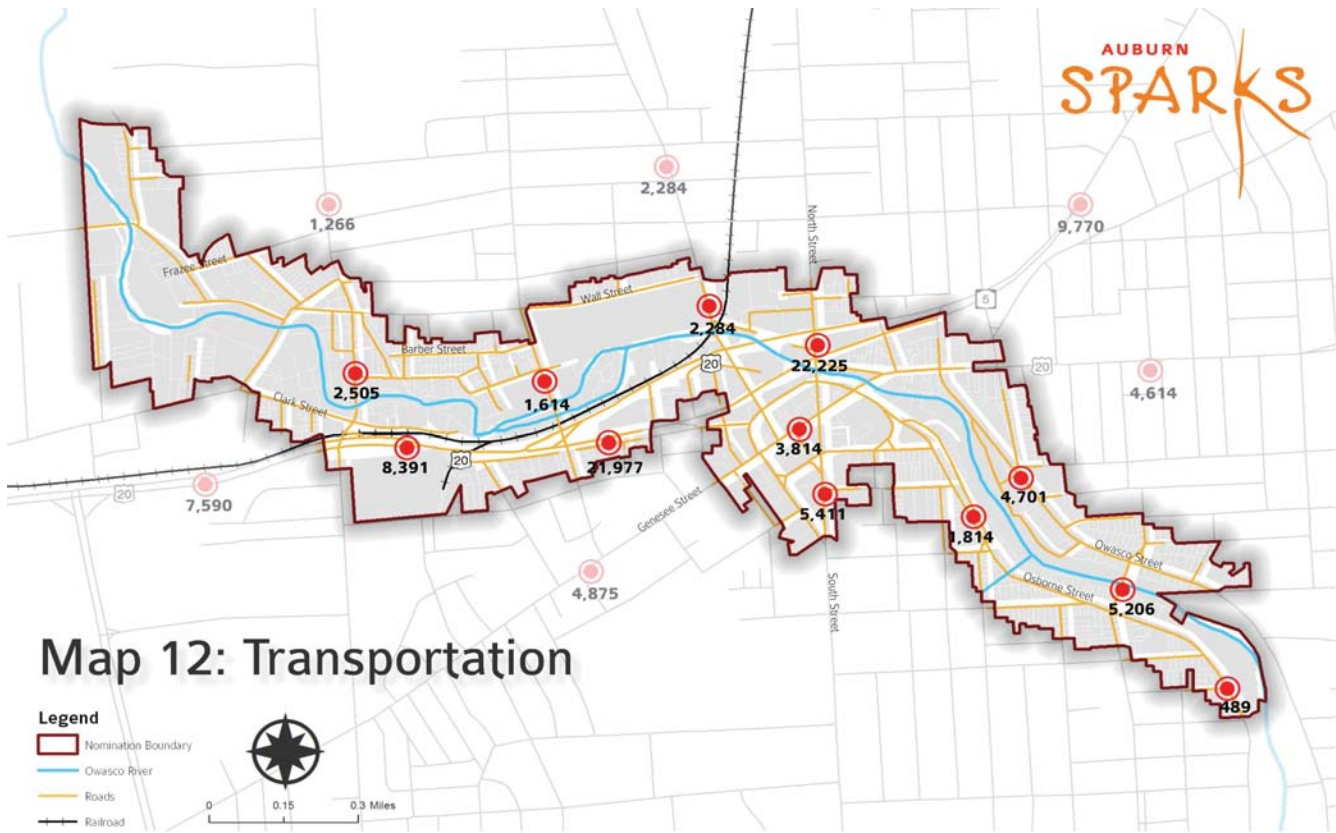 AUBURN
SPARKS
2,284
1,266
9,770
North Street
Frazee Street
Wall Street
5
2,284
Barber Street
22,225
20
20
2,505
4,614
1,614
Clark Street
3,814
8,391
20
21,977
7,590
20
4,701
5,411
Genesee Street
1,814
Owasco Street
4,875
Osborne Street
5,206
South Street
489
Map 12: Transportation
Legend
Nomination Boundary
Owasco River
Roads
Railroad
0 0.15 0.3 Miles